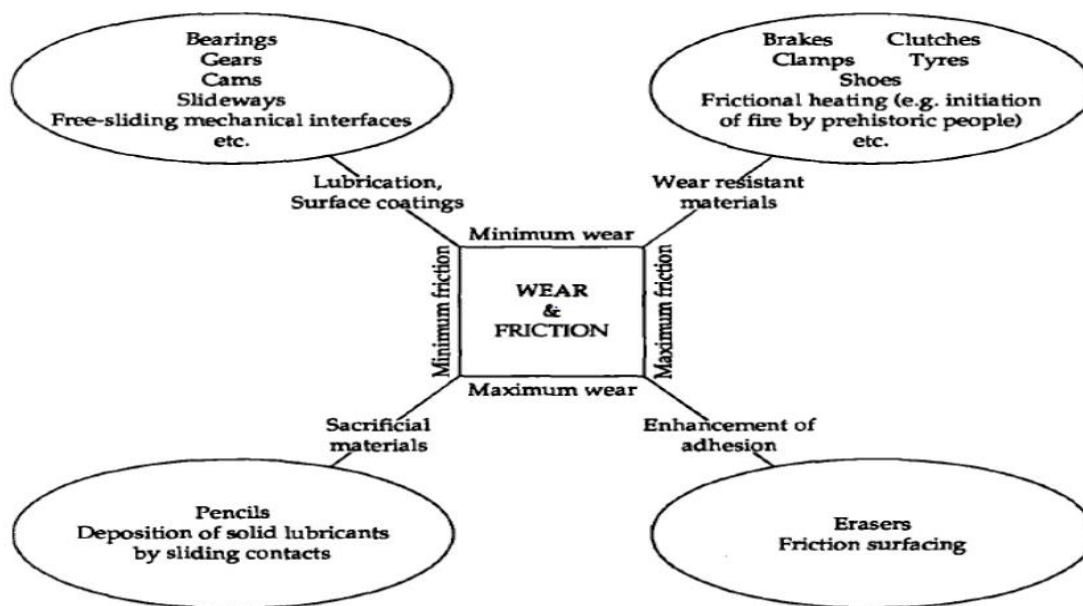 Bearings
Gears
Cams
Slideways
Free-sliding mechanical interfaces
etc.
Brakes Clutches
Clamps Tyres
Shoes
Frictional heating (e.g. initiation
of fire by prehistoric people)
etc.
Lubrication,
Surface coatings
Wear resistant
materials
Minimum wear
Minimum friction
WEAR
&
FRICTION
Maximum friction
Maximum wear
Sacrificial
materials
Enhancement of
adhesion
Pencils
Deposition of solid lubricants
by sliding contacts
Erasers
Friction surfacing